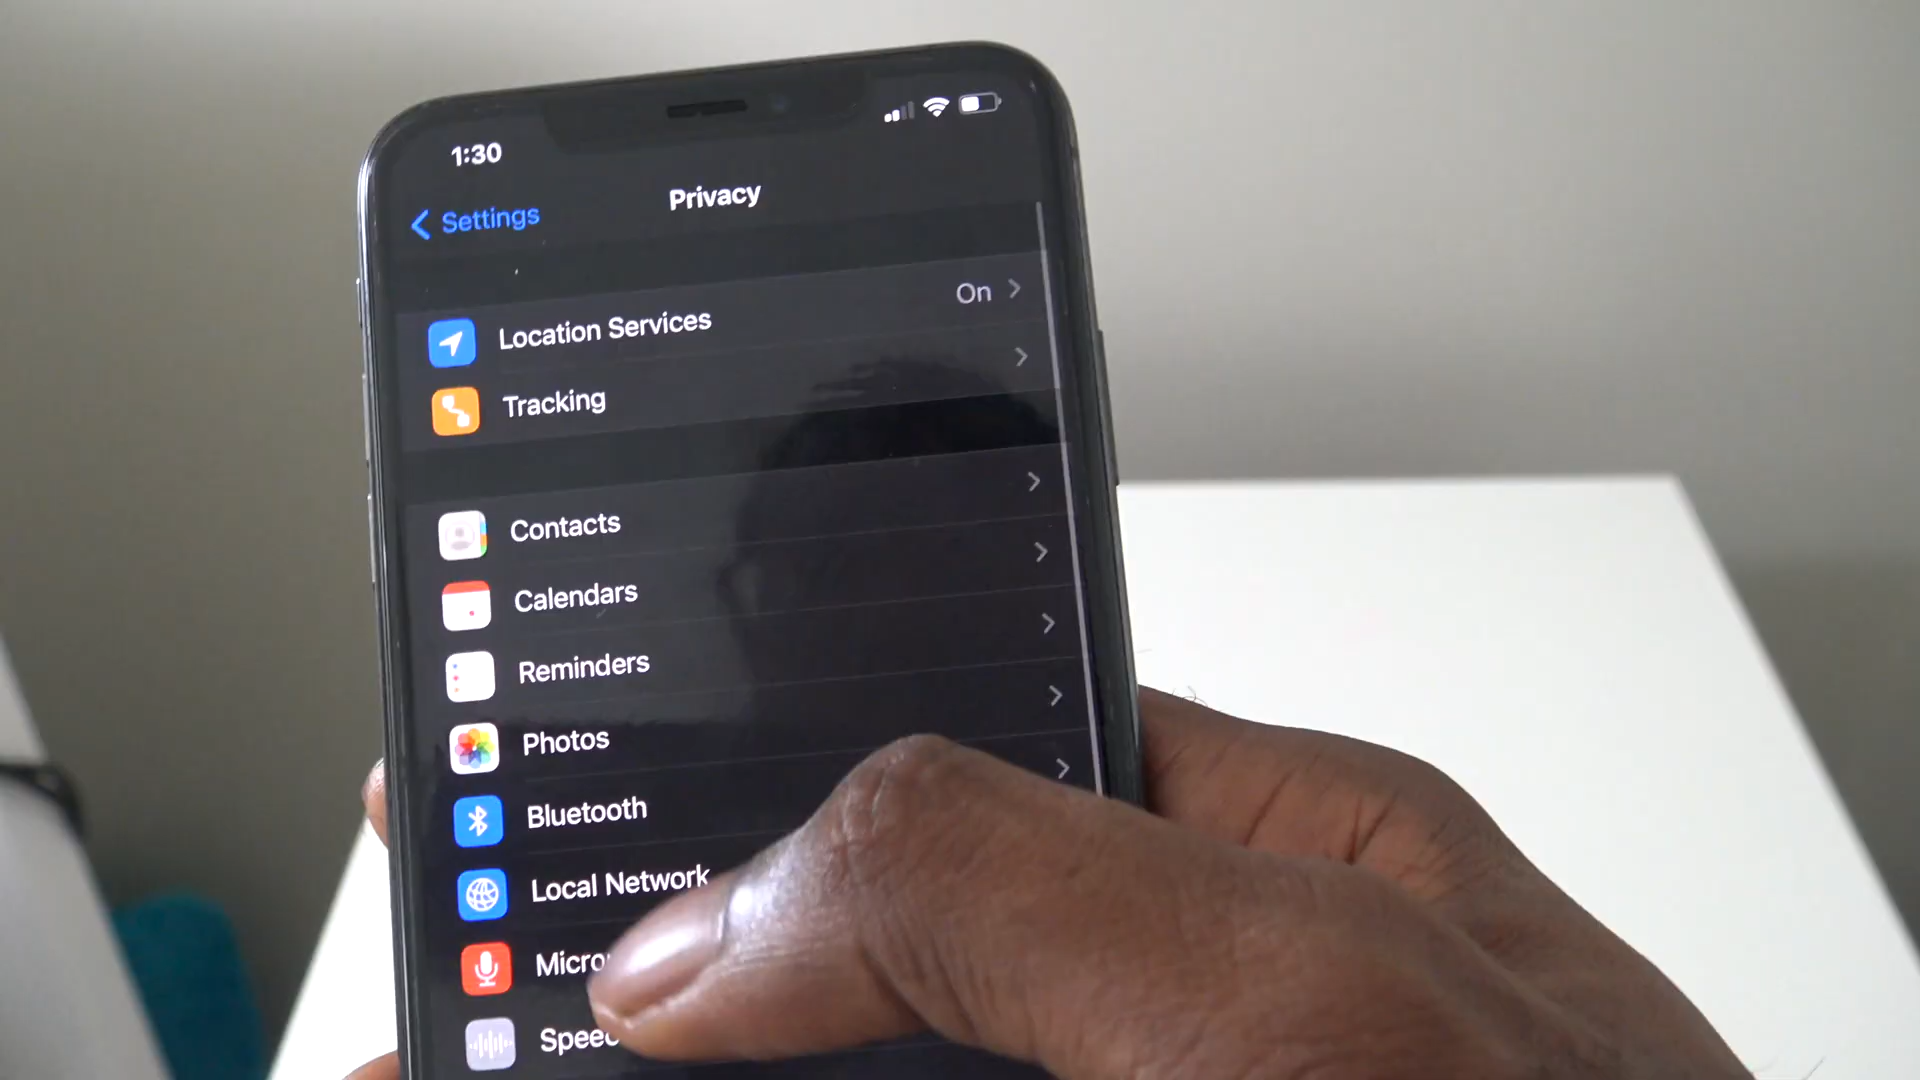 1:30
Settings
Privacy
Location Services On
Tracking
Contacts
Calendars
Reminders
Photos
Bluetooth
Local Network